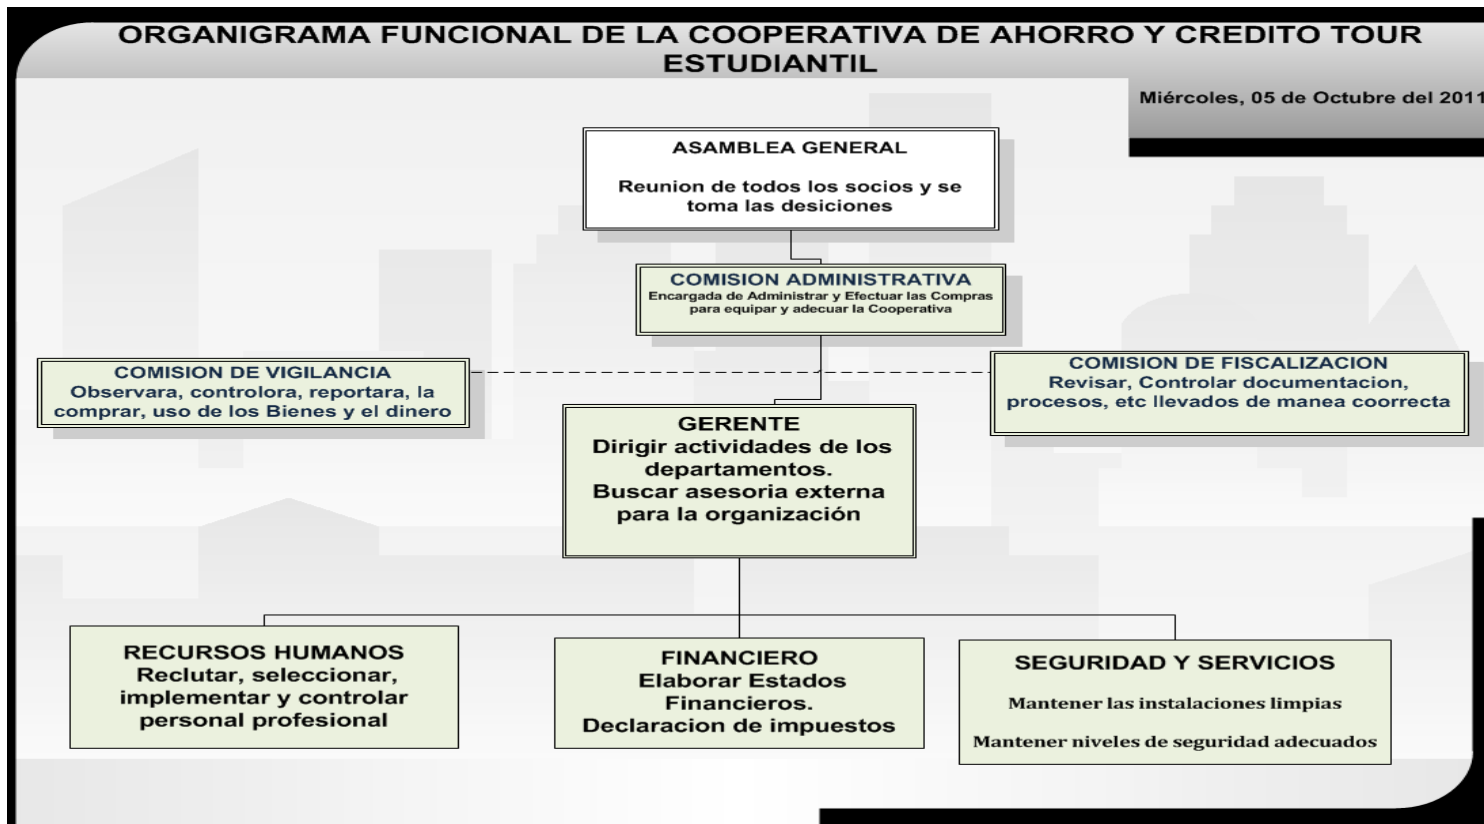 ORGANIGRAMA FUNCIONAL DE LA COOPERATIVA DE AHORRO Y CREDITO TOUR
ESTUDIANTIL
Miércoles, 05 de Octubre del 2011
ASAMBLEA GENERAL
Reunion de todos los socios y se
toma las desiciones
COMISION ADMINISTRATIVA
Encargada de Administrar y Efectuar las Compras
para equipar y adecuar la Cooperativa
COMISION DE VIGILANCIA
Observara, controlora, reportara, la
comprar, uso de los Bienes y el dinero
COMISION DE FISCALIZACION
Revisar, Controlar documentacion,
procesos, etc llevados de manea coorrecta
GERENTE
Dirigir actividades de los
departamentos.
Buscar asesoria externa
para la organización
RECURSOS HUMANOS
Reclutar, seleccionar,
implementar y controlar
personal profesional
FINANCIERO
Elaborar Estados
Financieros.
Declaracion de impuestos
SEGURIDAD Y SERVICIOS
Mantener las instalaciones limpias
Mantener niveles de seguridad adecuados